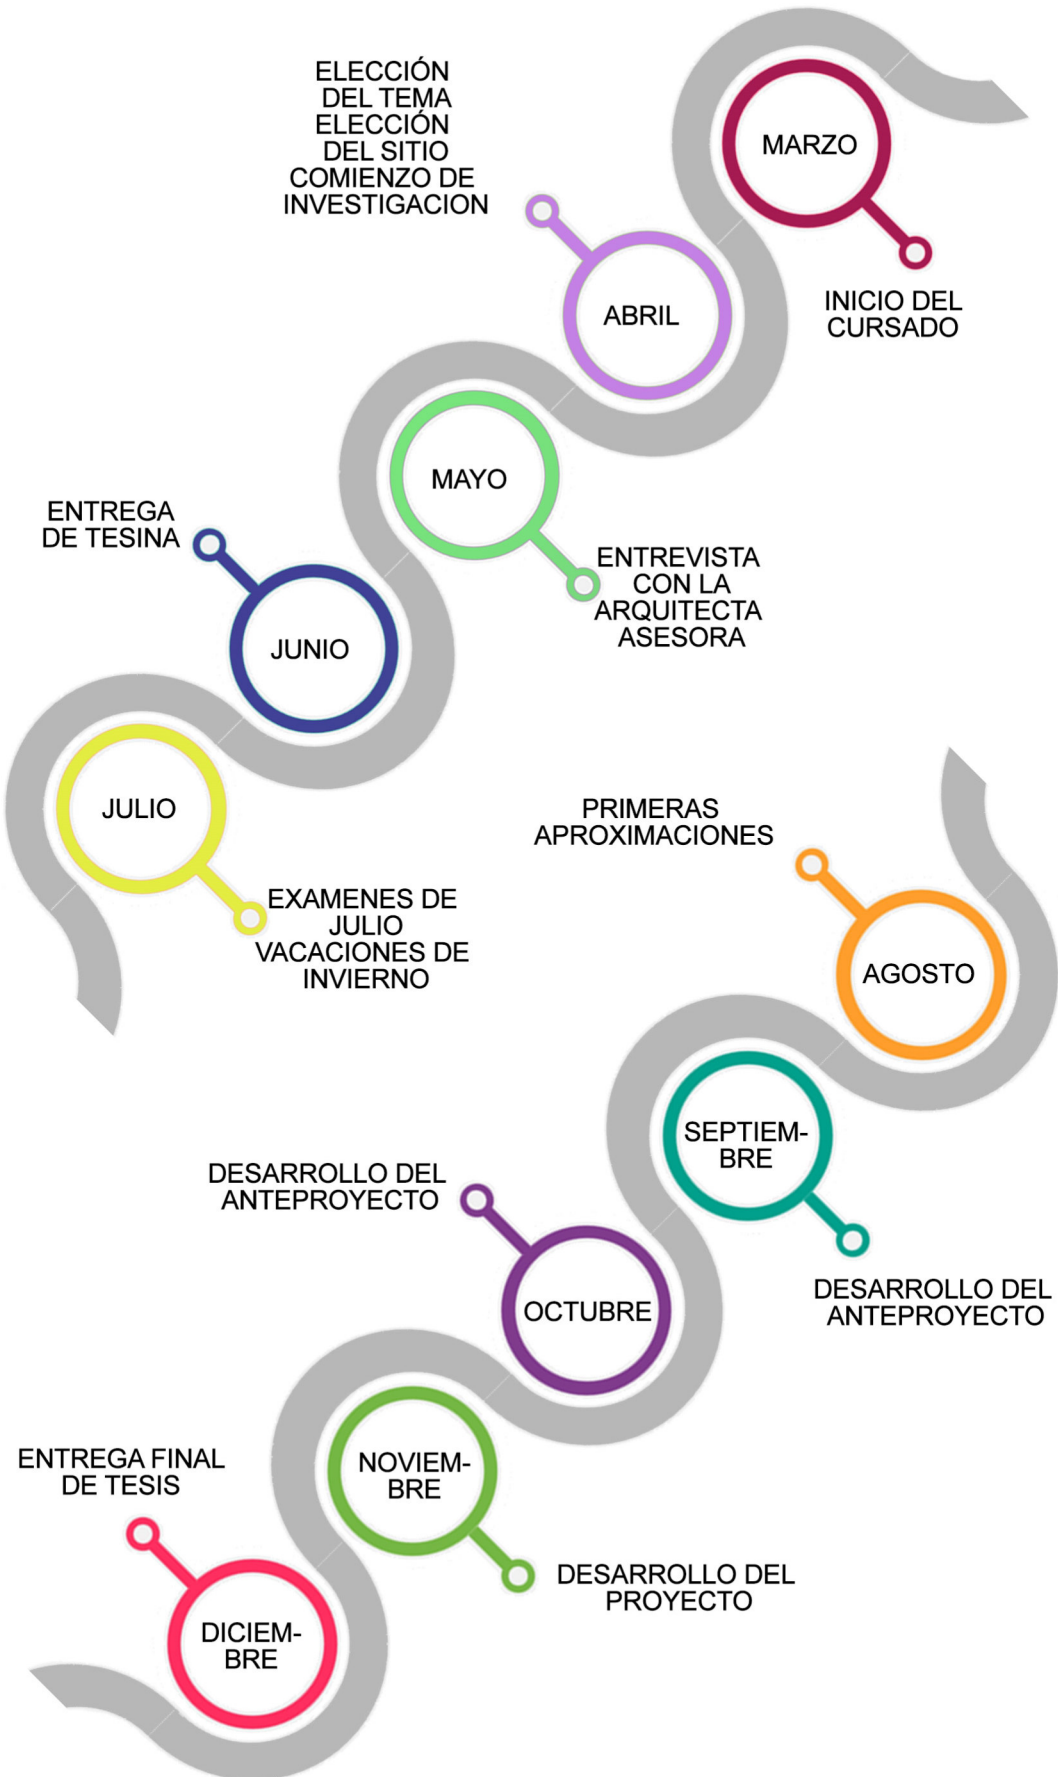 MARZO
INICIO DEL
CURSADO
ELECCIÓN
DEL TEMA
ELECCIÓN
DEL SITIO
COMIENZO DE
INVESTIGACION
ABRIL
MAYO
ENTREVISTA
CON LA
ARQUITECTA
ASESORA
ENTREGA
DE TESINA
JUNIO
JULIO
EXAMENES DE
JULIO
VACACIONES DE
INVIERNO
PRIMERAS
APROXIMACIONES
AGOSTO
SEPTIEM-
BRE
DESARROLLO DEL
ANTEPROYECTO
DESARROLLO DEL
ANTEPROYECTO
OCTUBRE
NOVIEM-
BRE
DESARROLLO DEL
PROYECTO
ENTREGA FINAL
DE TESIS
DICIEM-
BRE